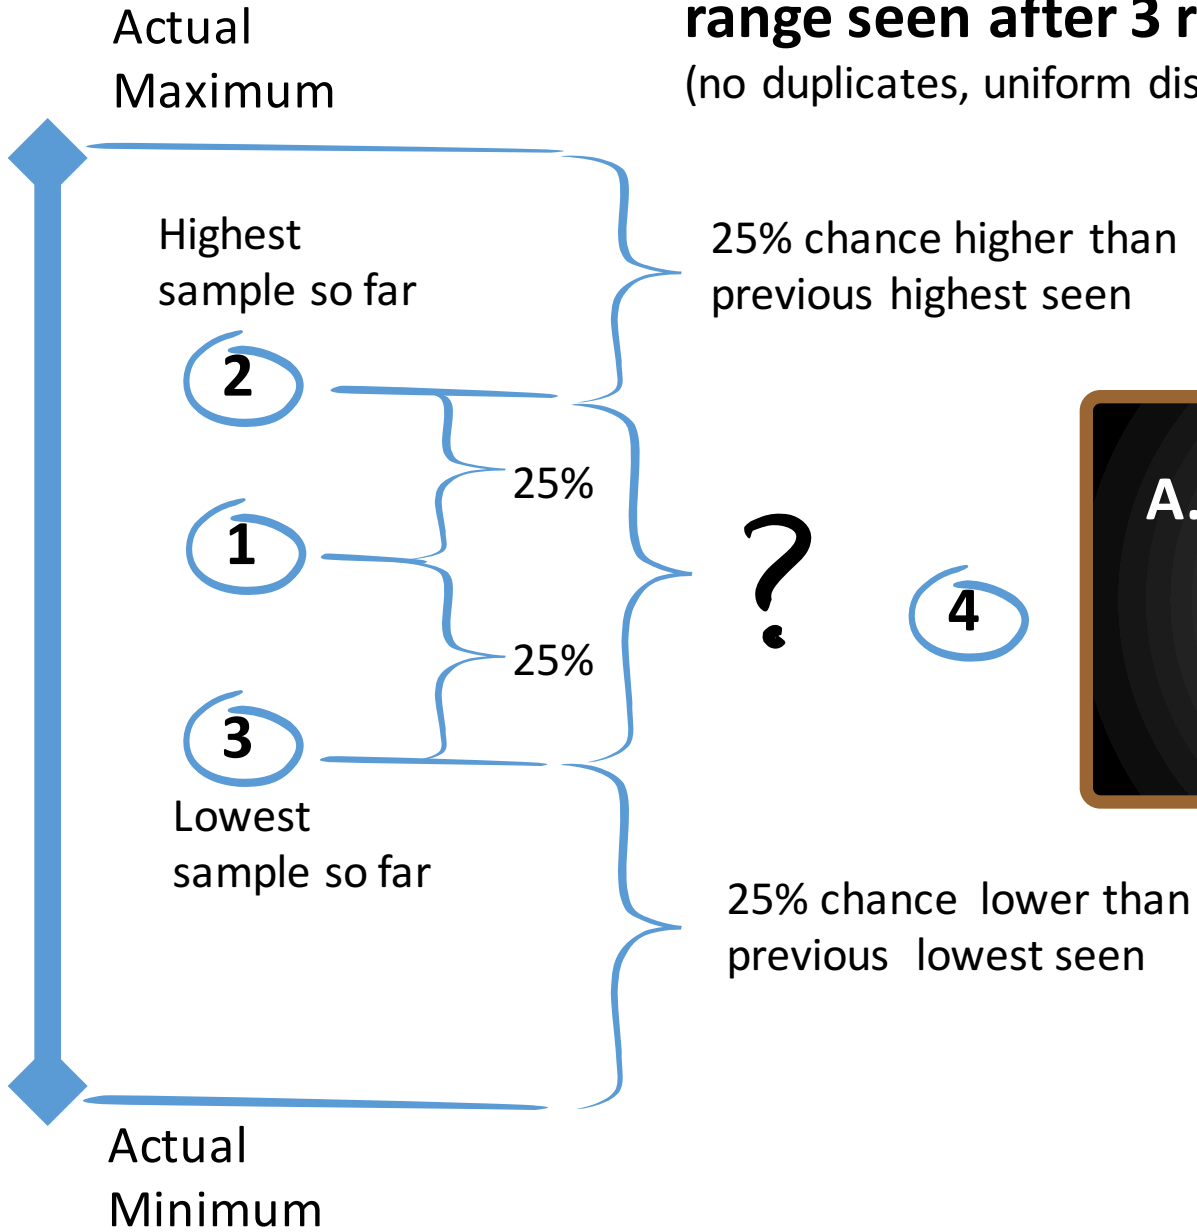 Actual
Maximum
range seen after 3 r
(no duplicates, uniform dis
Highest
sample so far
25% chance higher than
previous highest seen
2
25%
A.
1
?
4
25%
3
Lowest
sample so far
25% chance lower than
previous lowest seen
Actual
Minimum